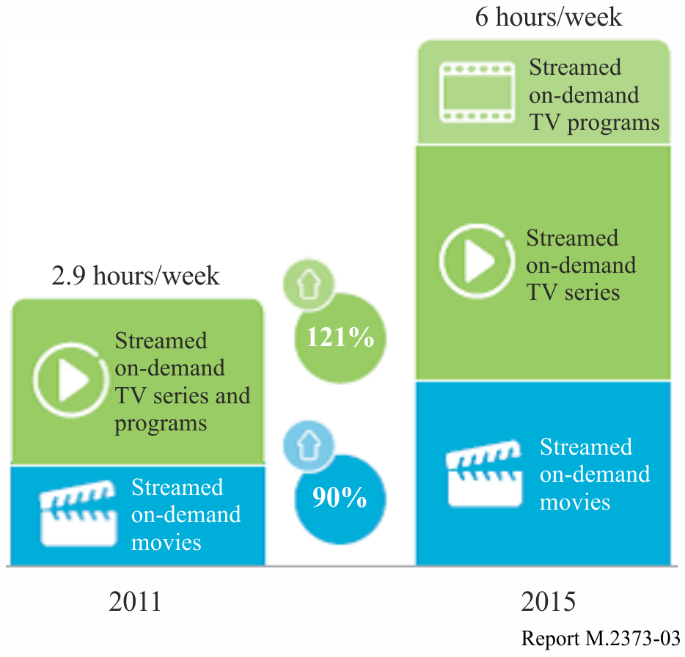 6 hours/week
Streamed
on-demand
TV programs
Streamed
on-demand
TV series
2.9 hours/week
121%
Streamed
on-demand
TV series and
programs
Streamed
on-demand
movies
90%
Streamed
on-demand
movies
2011
2015
Report M.2373-03